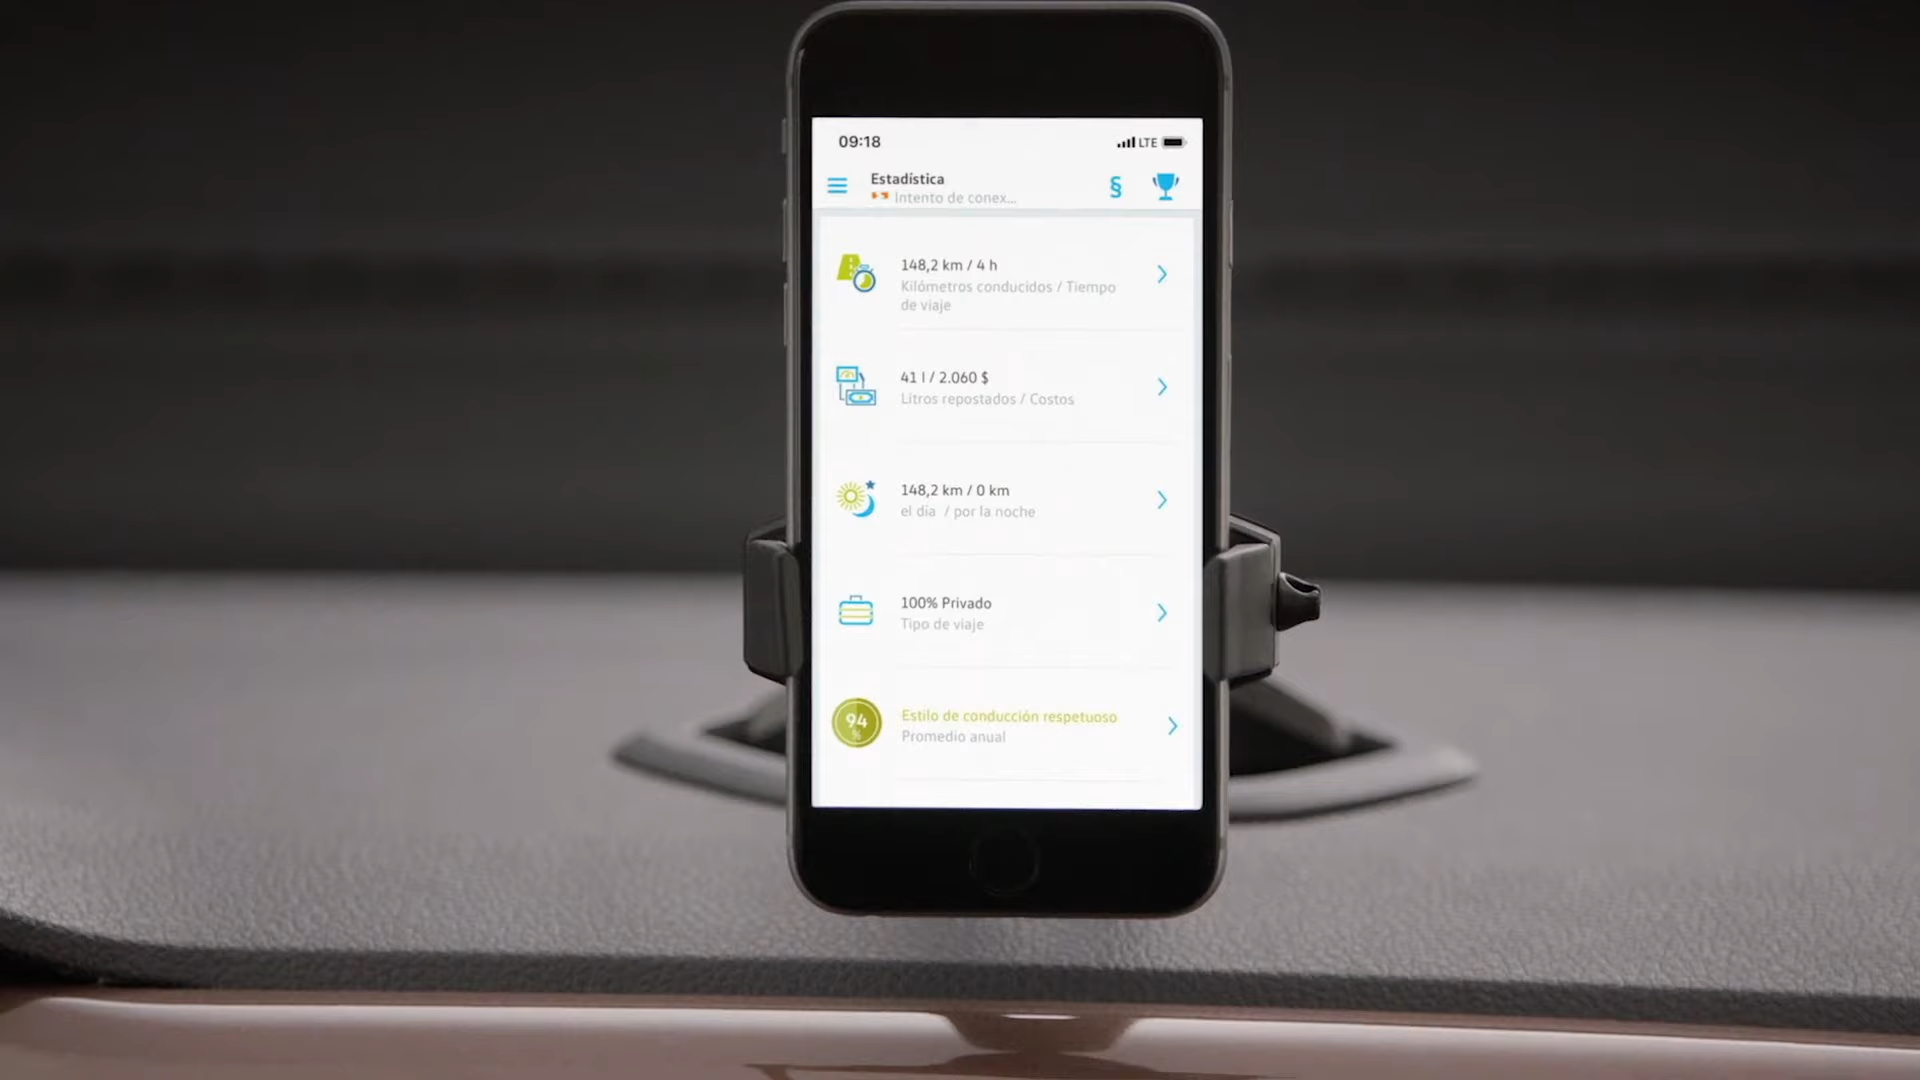 09:18
LTE
Estadística
Intento de conex...
§
148,2 km / 4 h
Kilómetros conducidos / Tiempo
de viaje
41 l / 2.060 $
Litros repostados / Costos
148,2 km / 0 km
el día / por la noche
100% Privado
Tipo de viaje
94
%
Estilo de conducción respetuoso
Promedio anual